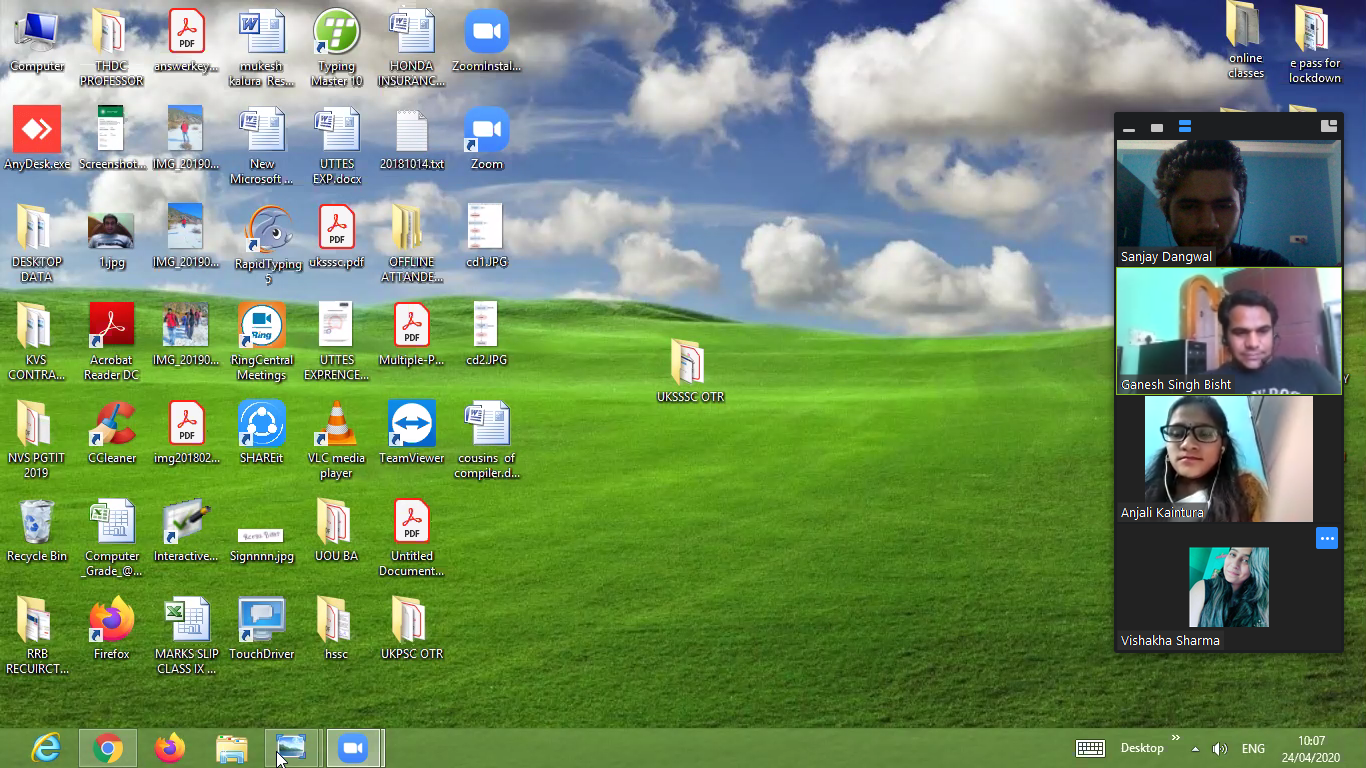 Computer
THDC
PROFESSOR
answerkey...
mukesh
kalura_Res...
Typing
Master 10
HONDA
INSURANC...
ZoomInstal...
online
classes
e pass for
lockdown
AnyDesk.exe
Screenshot...
IMG_20190...
New
Microsoft ...
UTTES
EXP.docx
20181014.txt
Zoom
DESKTOP
DATA
1.jpg
IMG_20190...
RapidTyping
5
uksssc.pdf
OFFLINE
ATTANDE...
cd1.JPG
KVS
CONTRA...
Acrobat
Reader DC
IMG_20190...
RingCentral
Meetings
UTTES
EXPRENCE...
Multiple-P...
cd2.JPG
UKSSSC OTR
NVS PGTIT
2019
CCleaner
img201802...
SHAREit
VLC media
player
TeamViewer
cousins_of
compiler.d...
Recycle Bin
Computer
_Grade_@...
Interactive...
Signnnn.jpg
UOU BA
Untitled
Document...
RRB
RECUIRCT...
Firefox
MARKS SLIP
CLASS IX ...
TouchDriver
hssc
UKPSC OTR
Sanjay Dangwal
Ganesh Singh Bisht
Anjali Kaintura
Vishakha Sharma
Desktop
ENG
10:07
24/04/2020